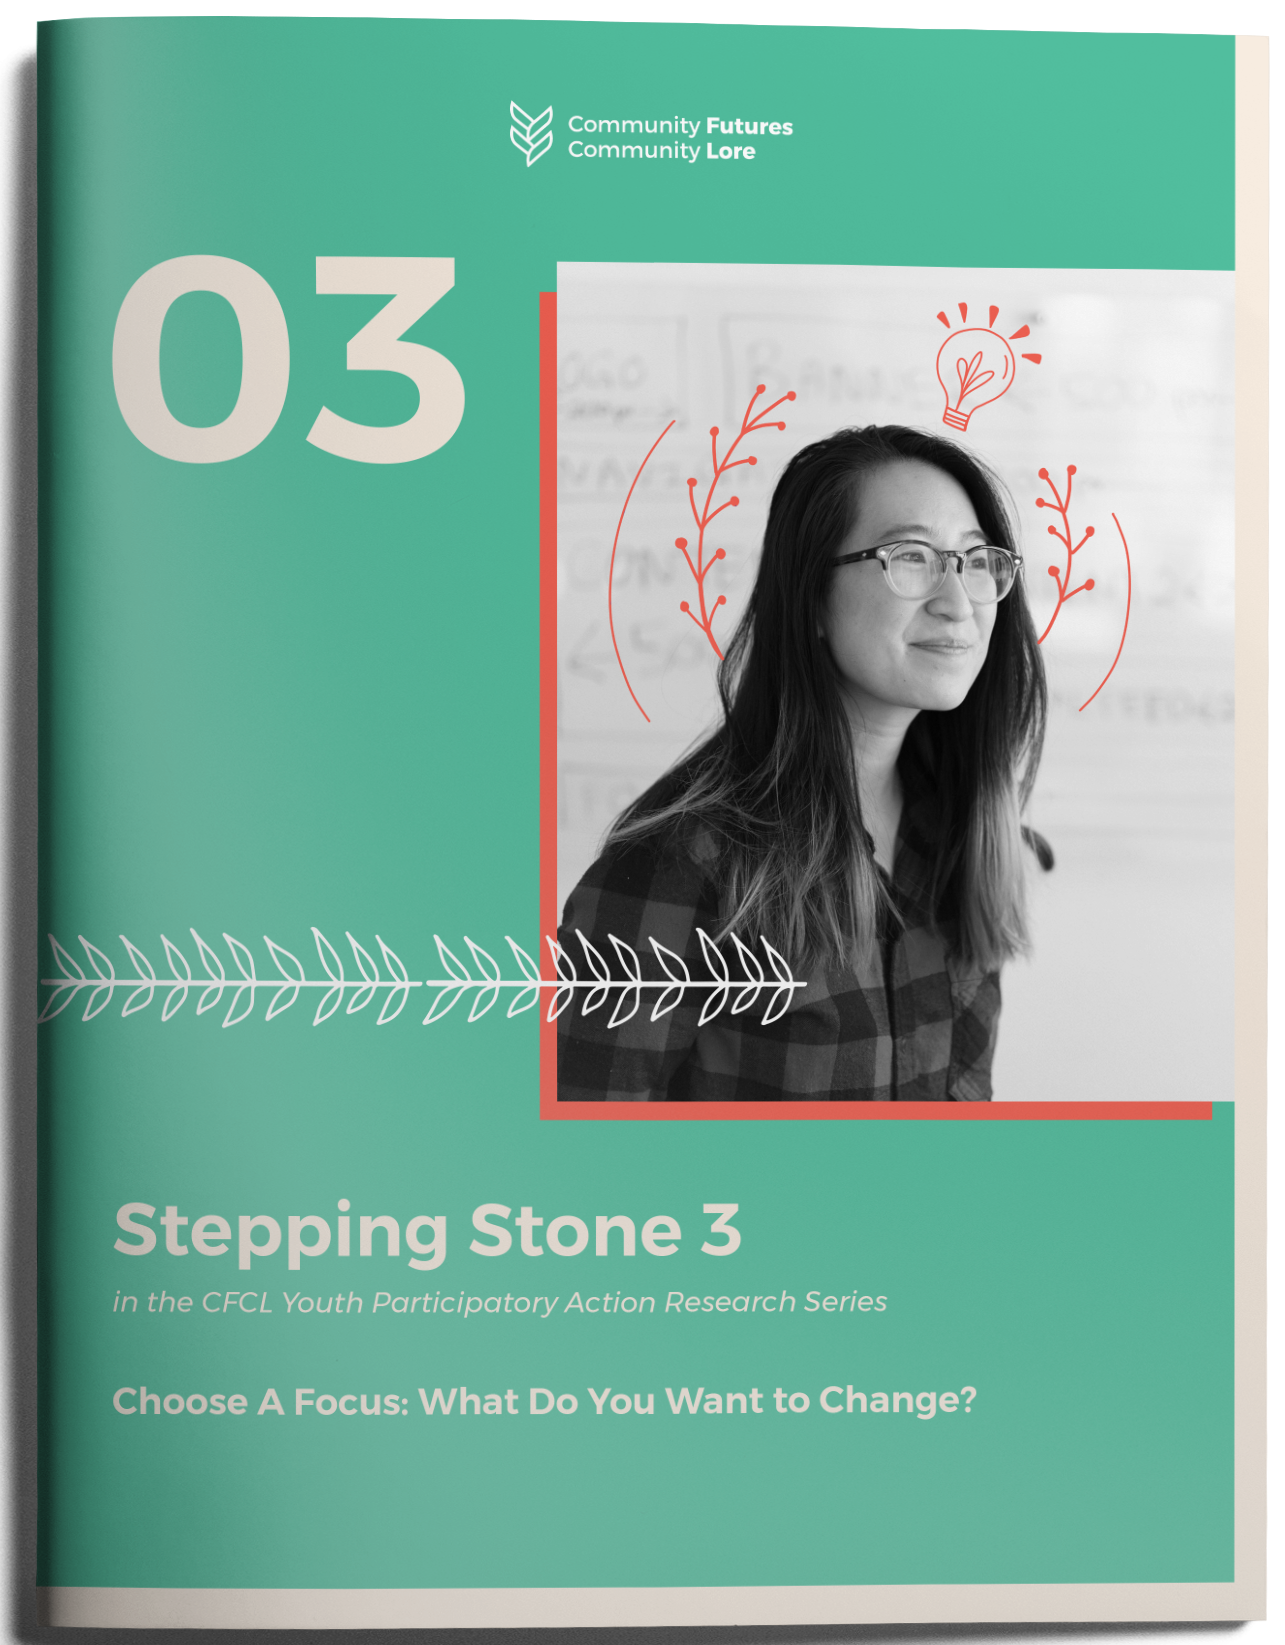 Community Futures
Community Lore
03
Stepping Stone 3
in the CFCL Youth Participatory Action Research Series
Choose A Focus: What Do You Want to Change?